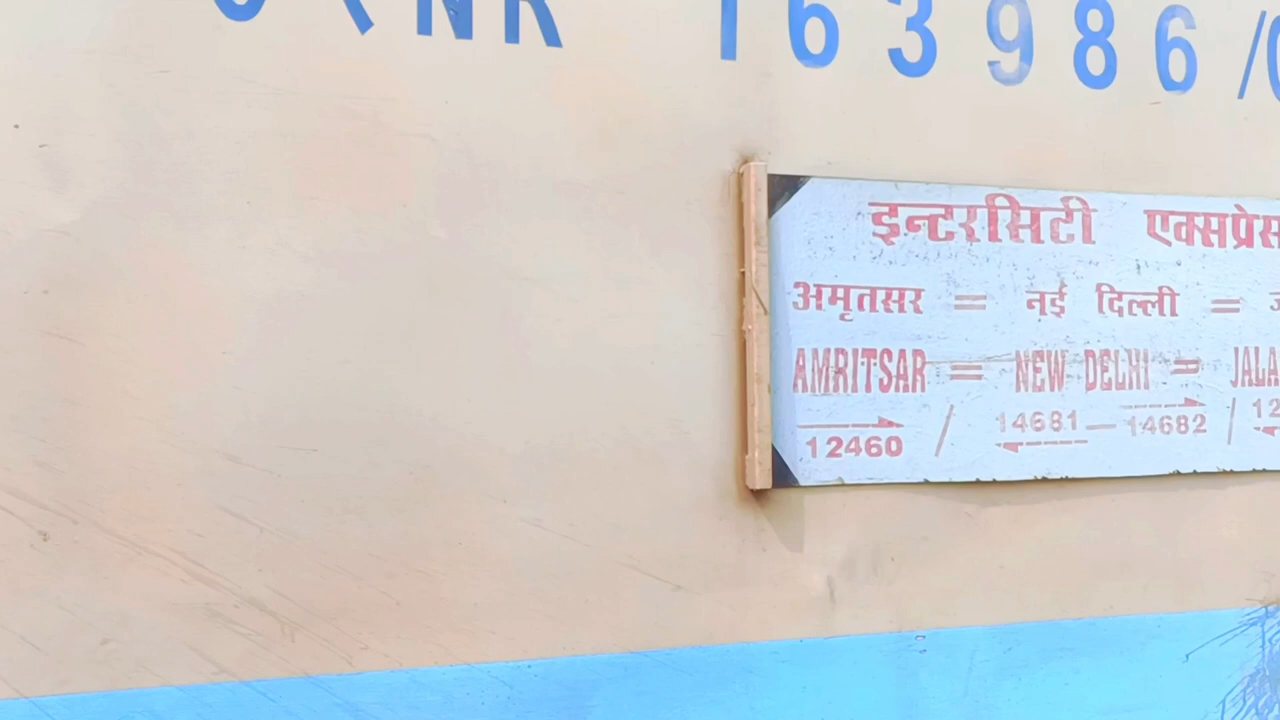 NR 163986
इन्टरसिटी एक्सप्रेस
अमृतसर = नई दिल्ली =
AMRITSAR = NEW DELHI =
12460 / 14681 — 14682 /